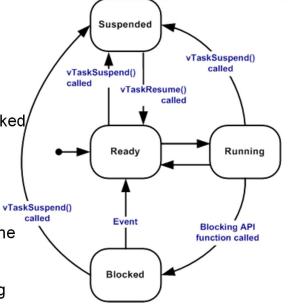 Suspended
vTaskSuspend()
called
vTaskSuspend()
called
vTaskResume()
called
ked
Ready
Running
vTaskSuspend()
called
ne
Event
Blocking API
function called
Blocked
g